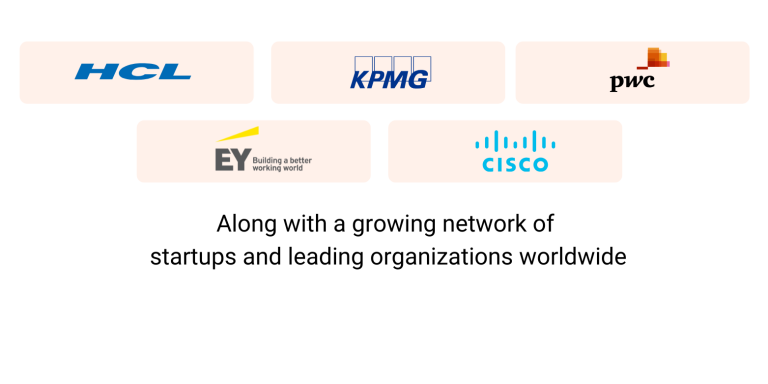 HCL
KPMG
pwc
EY
Building a better
working world
CISCO
Along with a growing network of
startups and leading organizations worldwide